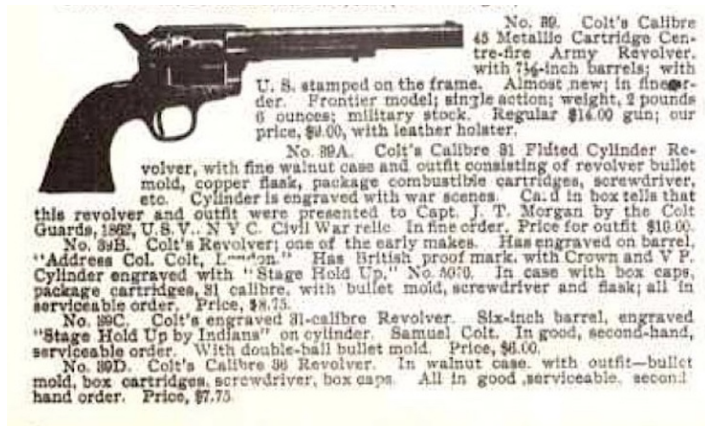 No. 89. Colt's Calibre
45 Metallic Cartridge Cen-
tre-fire Army Revolver,
with 7½-inch barrels; with
U. S. stamped on the frame. Almost new; in fine or-
der. Frontier model; single action; weight, 2 pounds
6 ounces; military stock. Regular $14.00 gun; our
price, $9.00, with leather holster.
No. 89A. Colt's Calibre 31 Fluted Cylinder Re-
volver, with fine walnut case and outfit consisting of revolver bullet
mold, copper flask, package combustible cartridges, screwdriver,
etc. Cylinder is engraved with war scenes. Card in box tells that
this revolver and outfit were presented to Capt. J. T. Morgan by the Colt
Guards, 1862, U. S. V., N Y C. Civil War relic. In fine order. Price for outfit
No. 89B. Colt's Revolver; one of the early makes. Has engraved on barrel,
"Address Col. Colt, London." Has British proof mark, with Crown and V P.
Cylinder engraved with "Stage Hold Up." No. 5070. In case with box caps,
package cartridges, 31 calibre, with bullet mold, screwdriver and flask; all in
serviceable order. Price, $8.75.
No. 89C. Colt's engraved 31-calibre Revolver. Six-inch barrel, engraved
"Stage Hold Up by Indians" on cylinder. Samuel Colt. In good, second-hand,
serviceable order. With double-ball bullet mold. Price, $6.00.
No. 89D. Colt's Calibre 36 Revolver. In walnut case, with outfit—bullet
mold, box cartridges, screwdriver, box caps. All in good, serviceable, second
hand order. Price, $7.75.